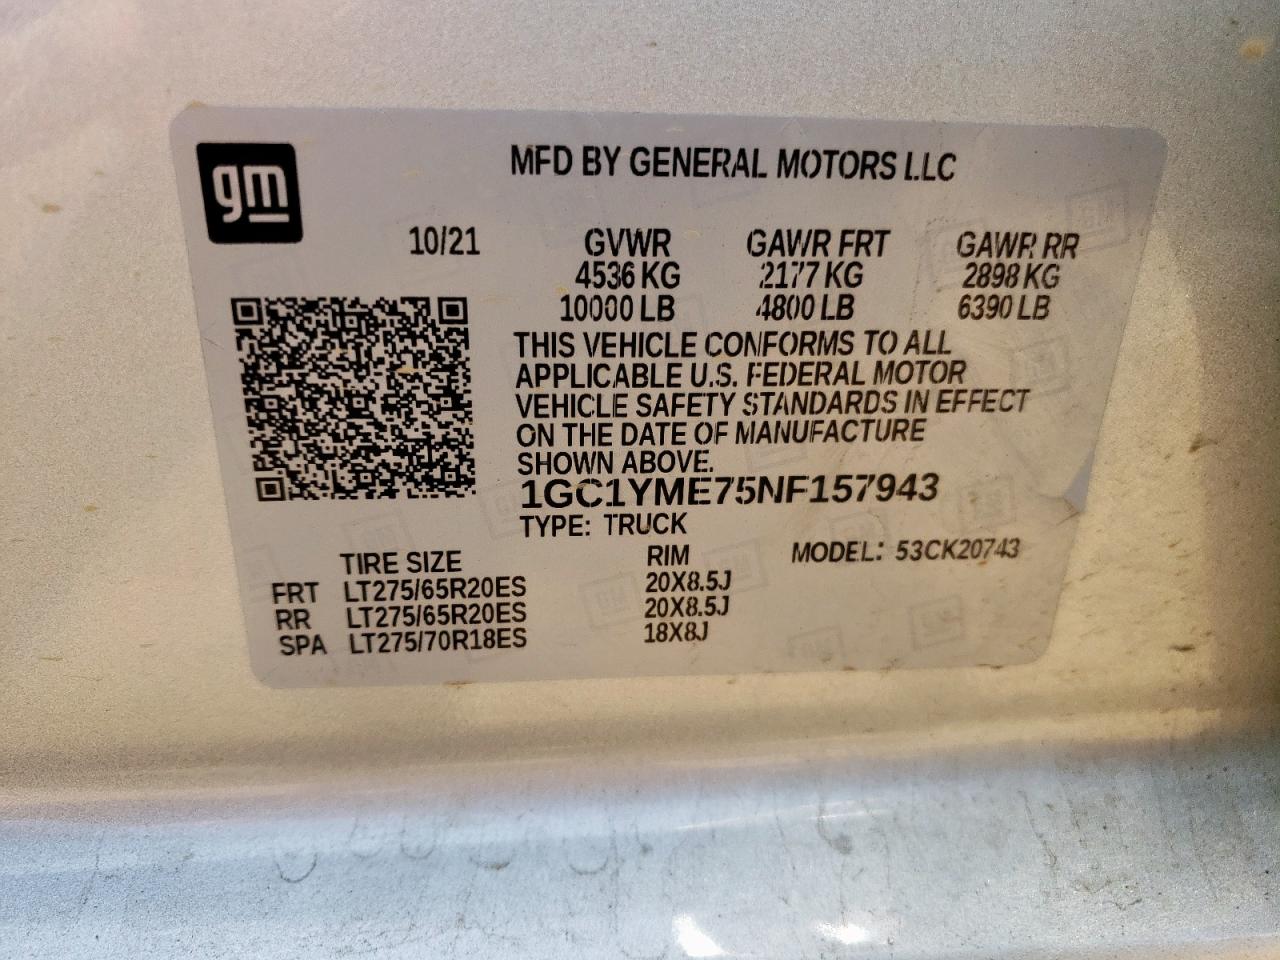 gm
MFD BY GENERAL MOTORS LLC
10/21 GVWR GAWR FRT GAWR RR
4536 KG 2177 KG 2898 KG
10000 LB 4800 LB 6390 LB
THIS VEHICLE CONFORMS TO ALL
APPLICABLE U.S. FEDERAL MOTOR
VEHICLE SAFETY STANDARDS IN EFFECT
ON THE DATE OF MANUFACTURE
SHOWN ABOVE.
1GC1YME75NF157943
TYPE: TRUCK
TIRE SIZE RIM MODEL: 53CK20743
FRT LT275/65R20ES 20X8.5J
RR LT275/65R20ES 20X8.5J
SPA LT275/70R18ES 18X8J